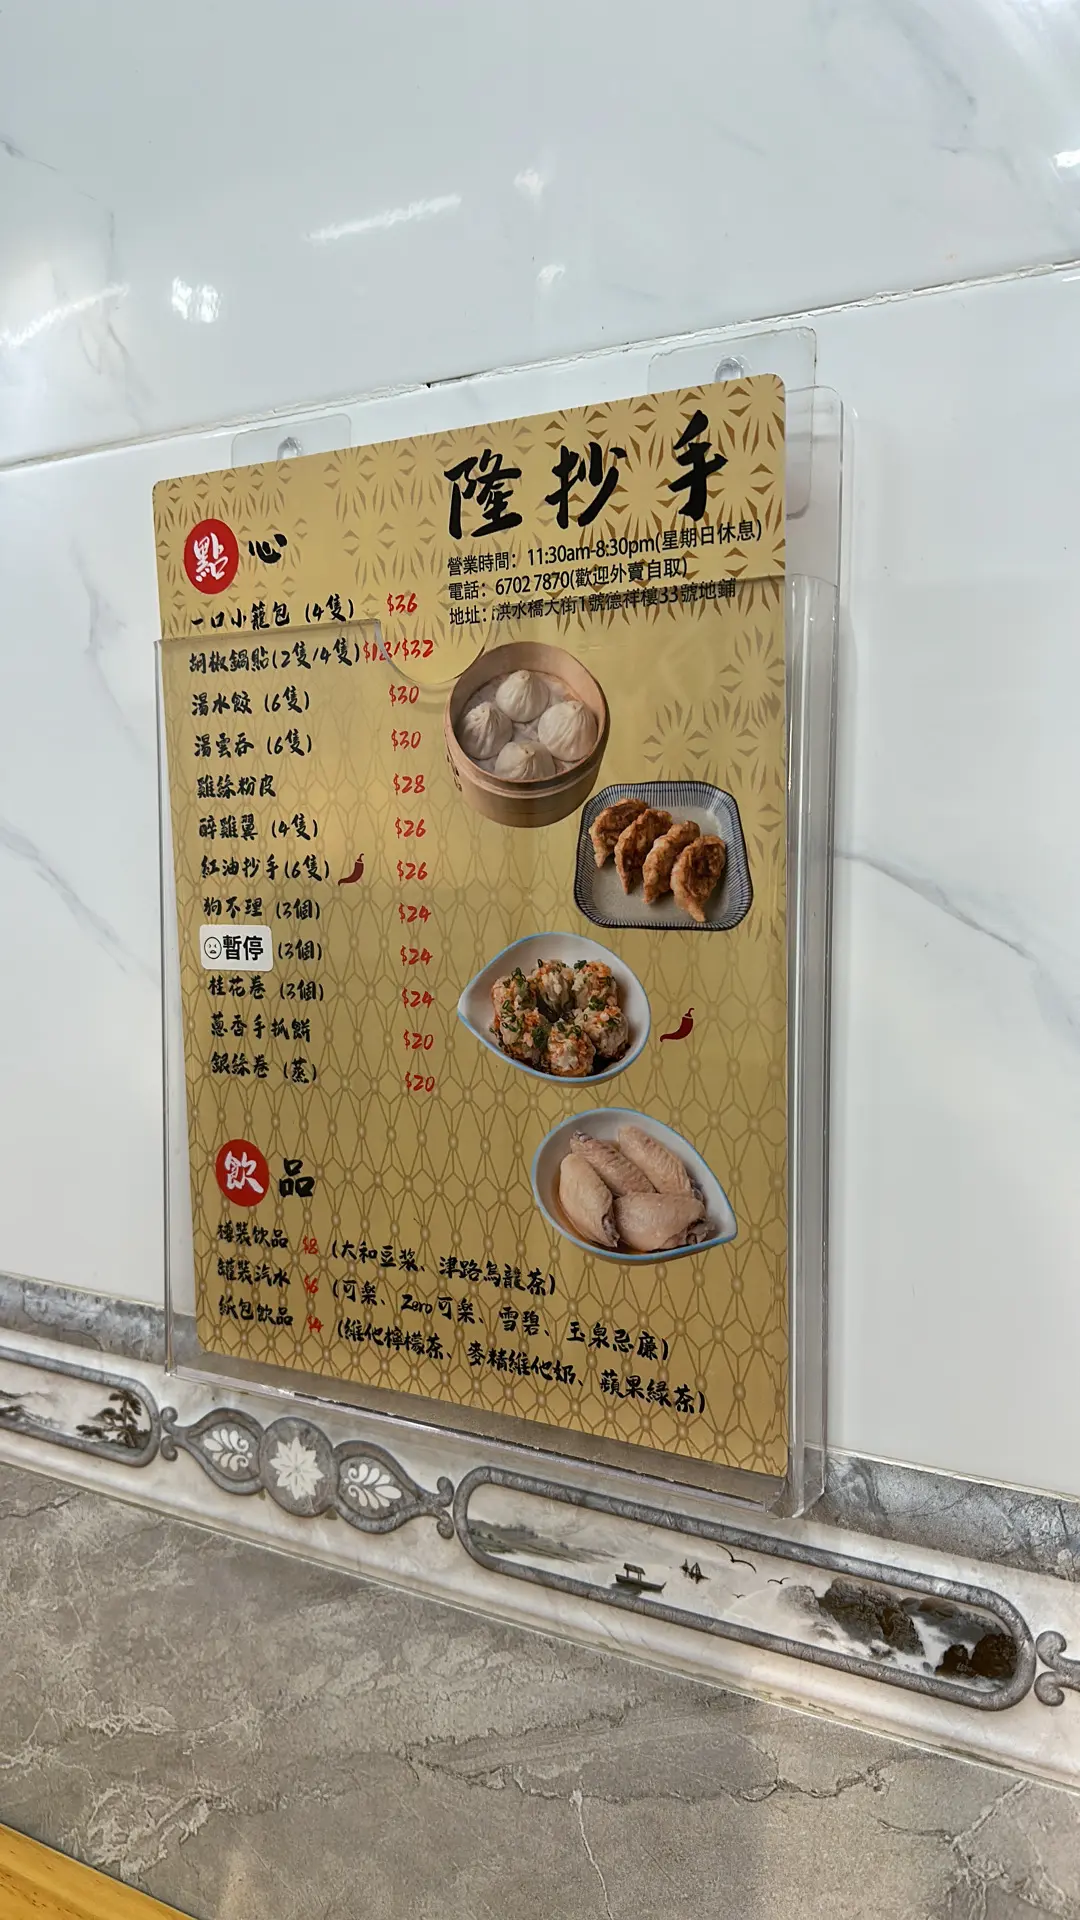 隆抄手
營業時間：11:30am-8:30pm(星期日休息)
電話：6702 7870(歡迎外賣自取)
地址：洪水橋大街1號德祥樓33號地鋪
點心
一口小籠包 (4隻) $36
胡椒鍋貼(2隻/4隻) $18/$32
湯水餃 (6隻) $30
湯雲吞 (6隻) $30
雞絲粉皮 $28
醉雞翼 (4隻) $26
紅油抄手(6隻) $26
狗不理 (3個) $24
暫停 (3個) $24
桂花卷 (3個) $24
蔥香手抓餅 $20
銀絲卷 (蒸) $20
飲品
樽裝饮品 $8 (大和豆浆、津路烏龍茶)
罐裝汽水 $6 (可樂、Zero可樂、雪碧、玉泉忌廉)
紙包饮品 $4 (維他檸檬茶、麥精維他奶、蘋果緑茶)